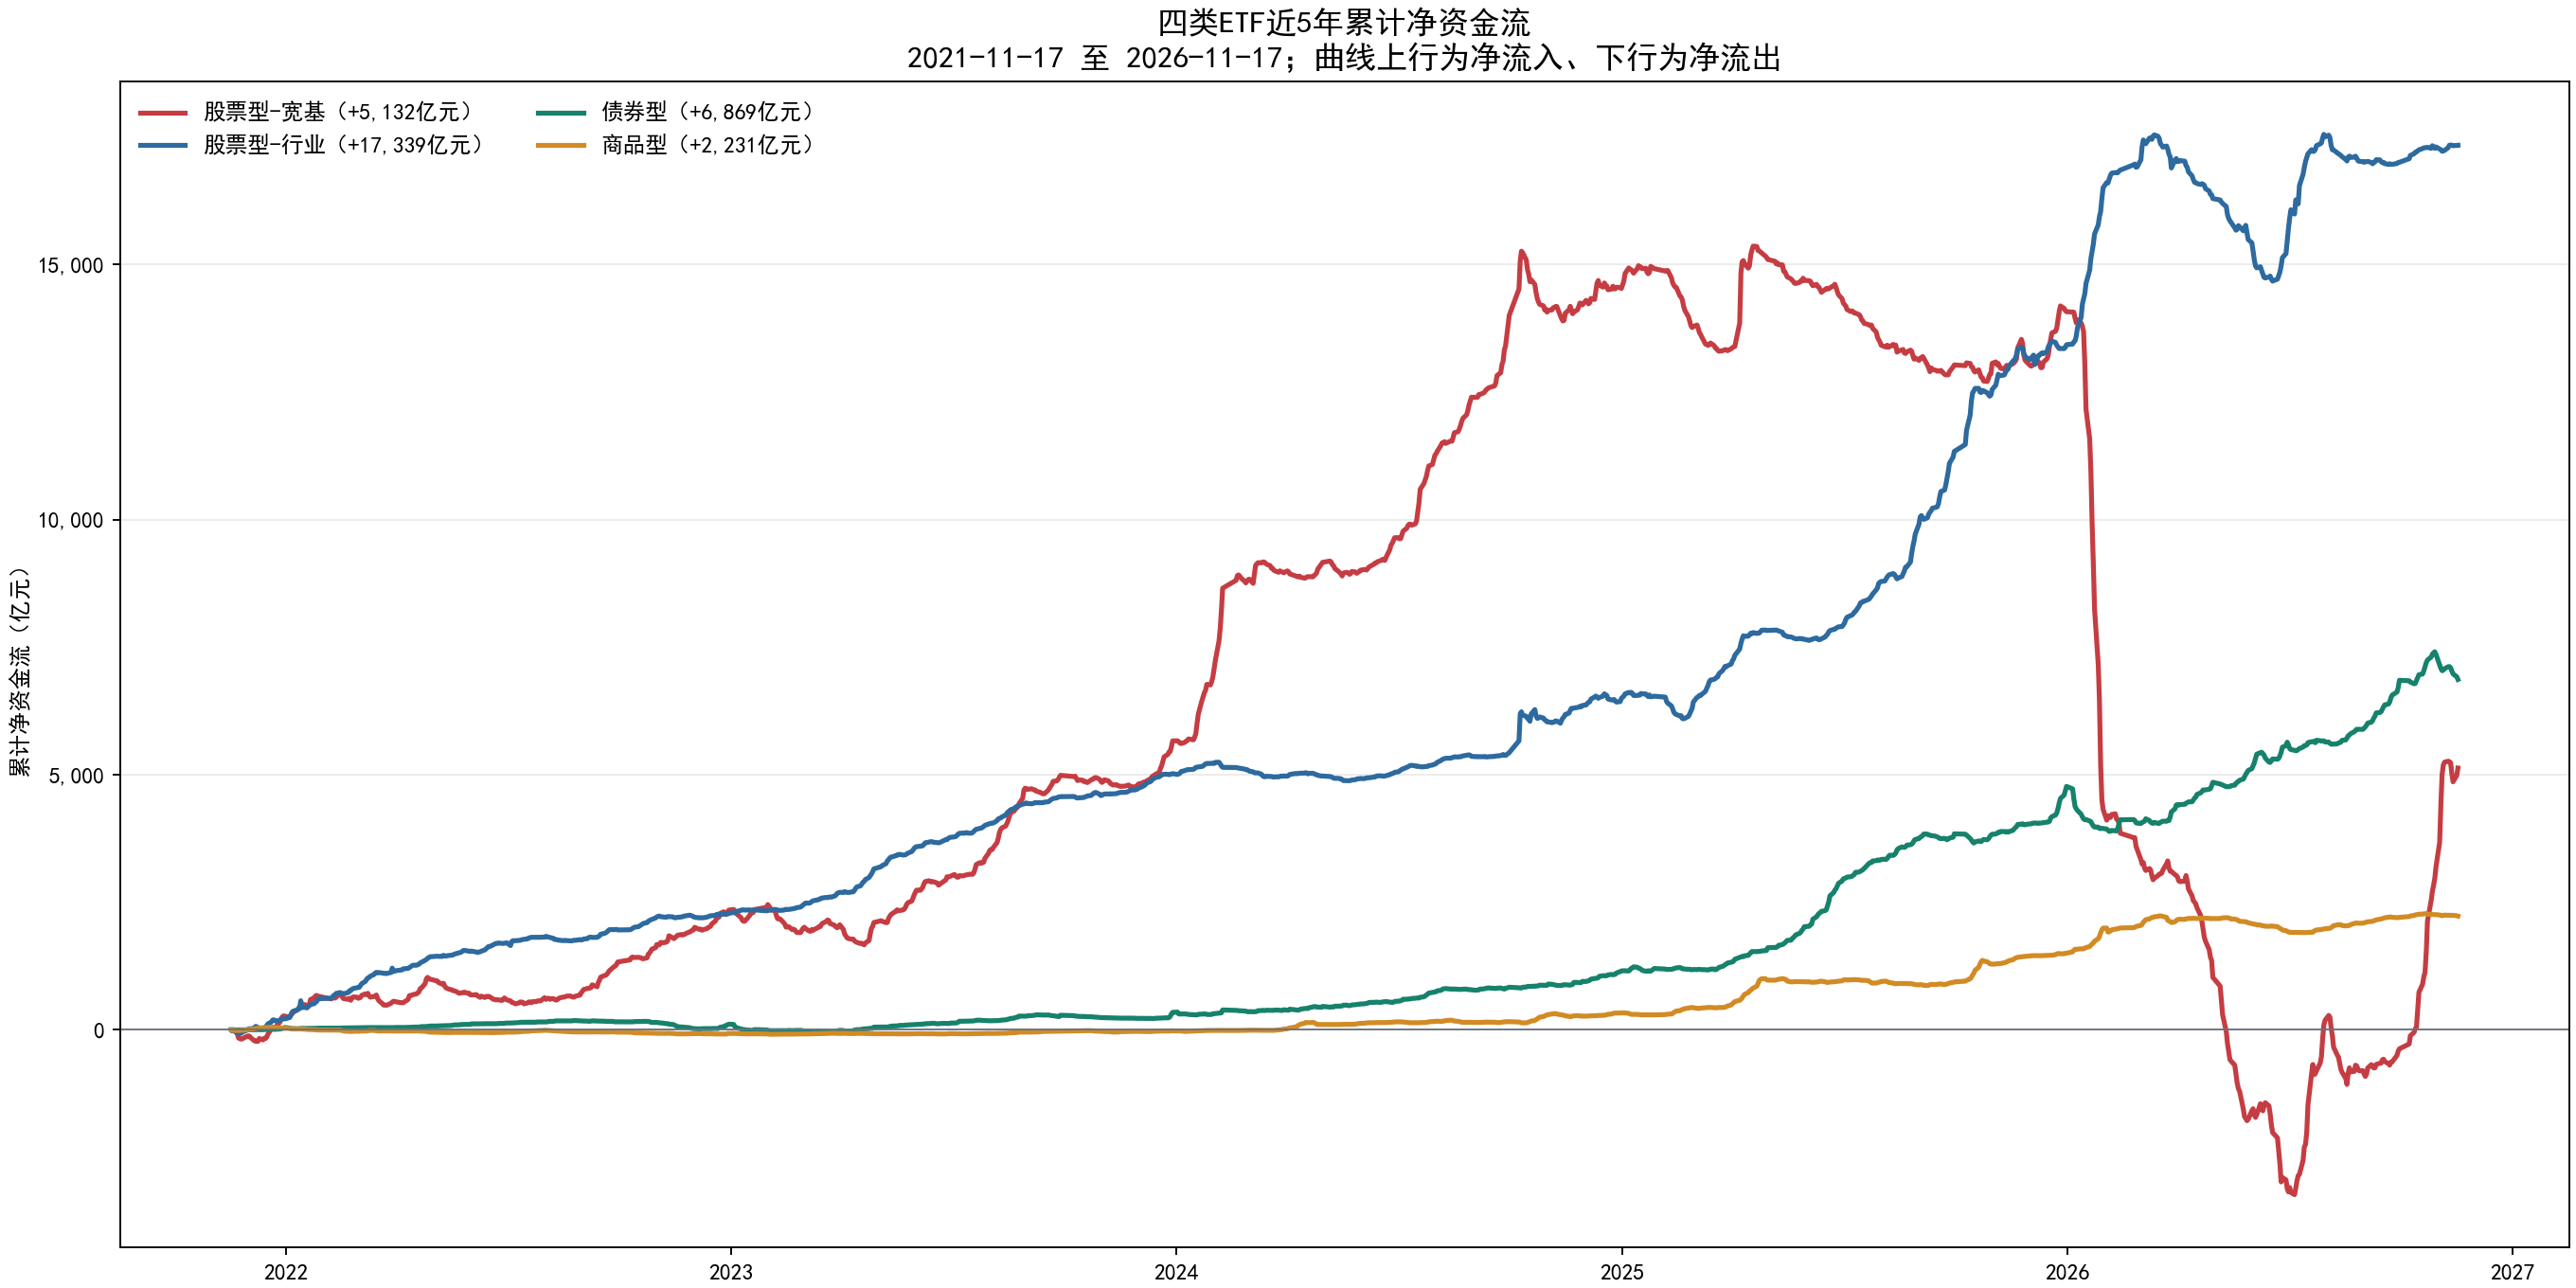 四类ETF近5年累计净资金流
2021-11-17 至 2026-11-17；曲线上行为净流入、下行为净流出
股票型-宽基（+5,132亿元）
股票型-行业（+17,339亿元）
债券型（+6,869亿元）
商品型（+2,231亿元）
累计净资金流（亿元）
15,000
10,000
5,000
0
2022
2023
2024
2025
2026
2027